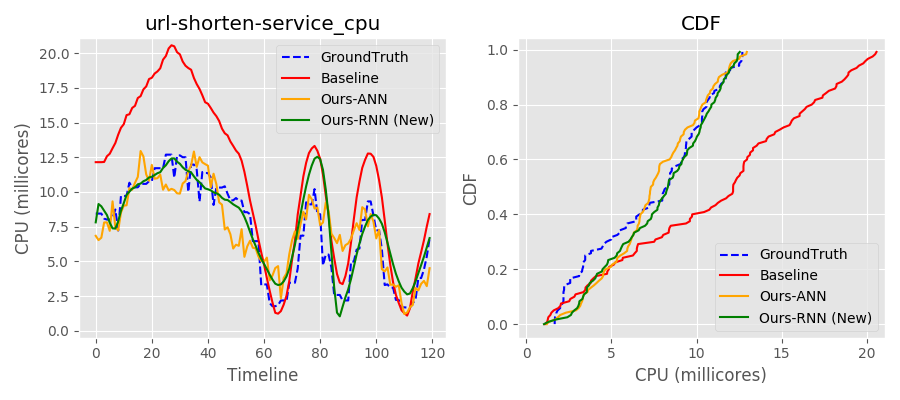 url-shorten-service_cpu
CPU (millicores)
20.0
17.5
15.0
12.5
10.0
7.5
5.0
2.5
0.0
GroundTruth
Baseline
Ours-ANN
Ours-RNN (New)
0 20 40 60 80 100 120
Timeline
CDF
CDF
1.0
0.8
0.6
0.4
0.2
0.0
GroundTruth
Baseline
Ours-ANN
Ours-RNN (New)
0 5 10 15 20
CPU (millicores)